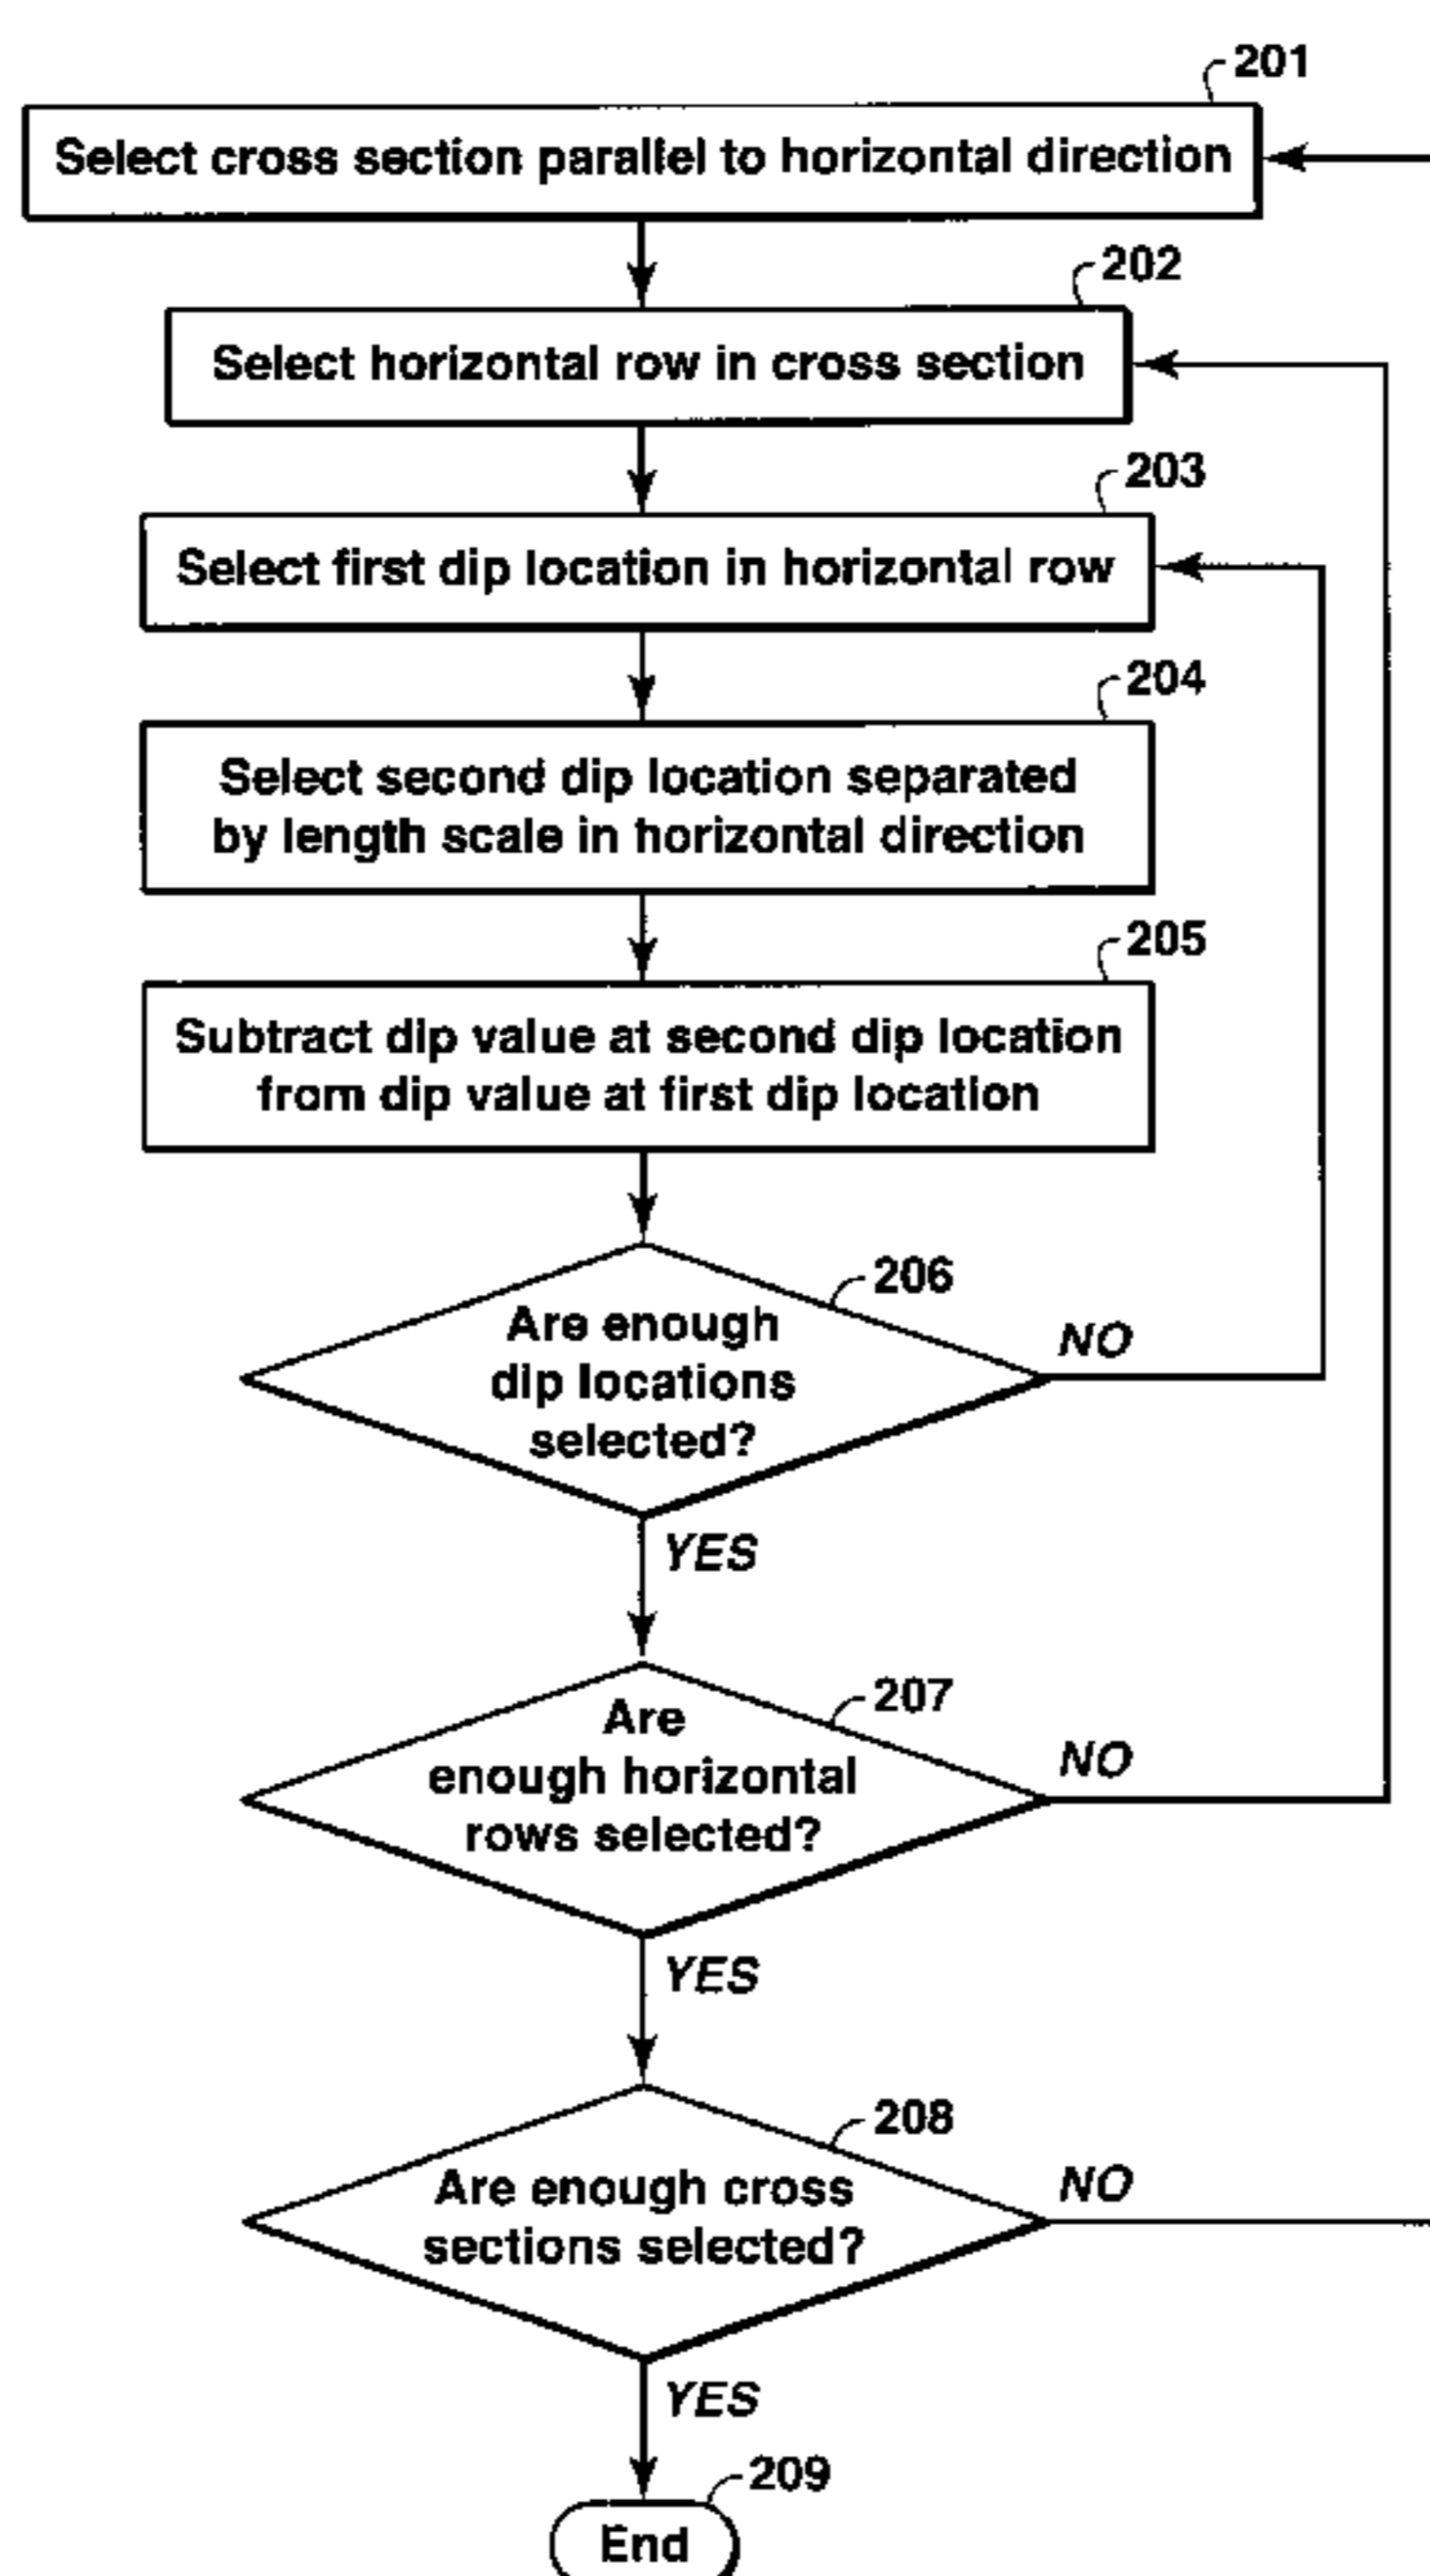 201
Select cross section parallel to horizontal direction
202
Select horizontal row in cross section
203
Select first dip location in horizontal row
204
Select second dip location separated
by length scale in horizontal direction
205
Subtract dip value at second dip location
from dip value at first dip location
206
Are enough
dip locations
selected?
NO
YES
207
Are
enough horizontal
rows selected?
NO
YES
208
Are enough cross
sections selected?
NO
YES
209
End